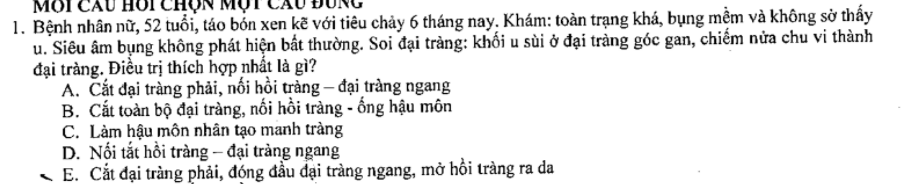 MỖI CÂU HỎI CHỌN MỘT CÂU ĐÚNG
1. Bệnh nhân nữ, 52 tuổi, táo bón xen kẽ với tiêu chảy 6 tháng nay. Khám: toàn trạng khá, bụng mềm và không sờ thấy
u. Siêu âm bụng không phát hiện bất thường. Soi đại tràng: khối u sùi ở đại tràng góc gan, chiếm nửa chu vi thành
đại tràng. Điều trị thích hợp nhất là gì?
A. Cắt đại tràng phải, nối hồi tràng – đại tràng ngang
B. Cắt toàn bộ đại tràng, nối hồi tràng - ống hậu môn
C. Làm hậu môn nhân tạo manh tràng
D. Nối tắt hồi tràng – đại tràng ngang
E. Cắt đại tràng phải, đóng đầu đại tràng ngang, mở hồi tràng ra da